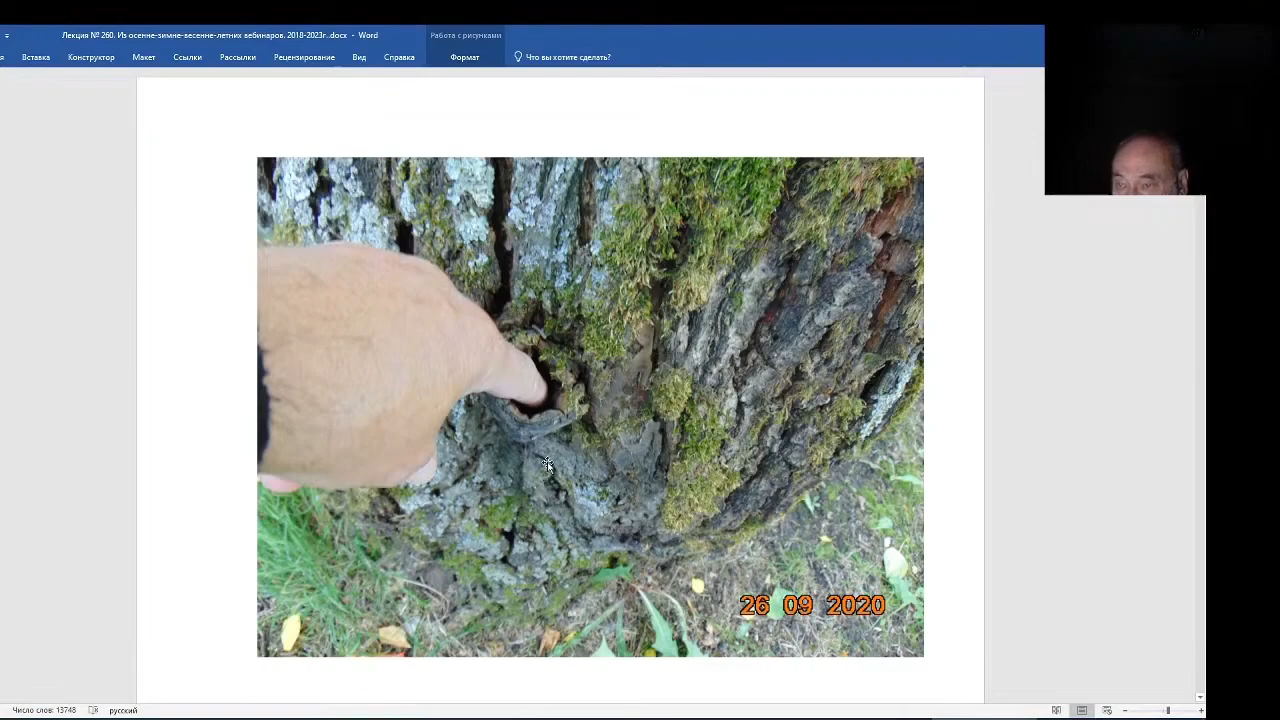 Лекция № 260. Из осенне-зимне-весенне-летних вебинаров. 2018-2023г..docx - Word
Работа с рисунками
я Вставка Конструктор Макет Ссылки Рассылки Рецензирование Вид Справка Формат Что вы хотите сделать?
26 09 2020
Число слов: 13748 русский